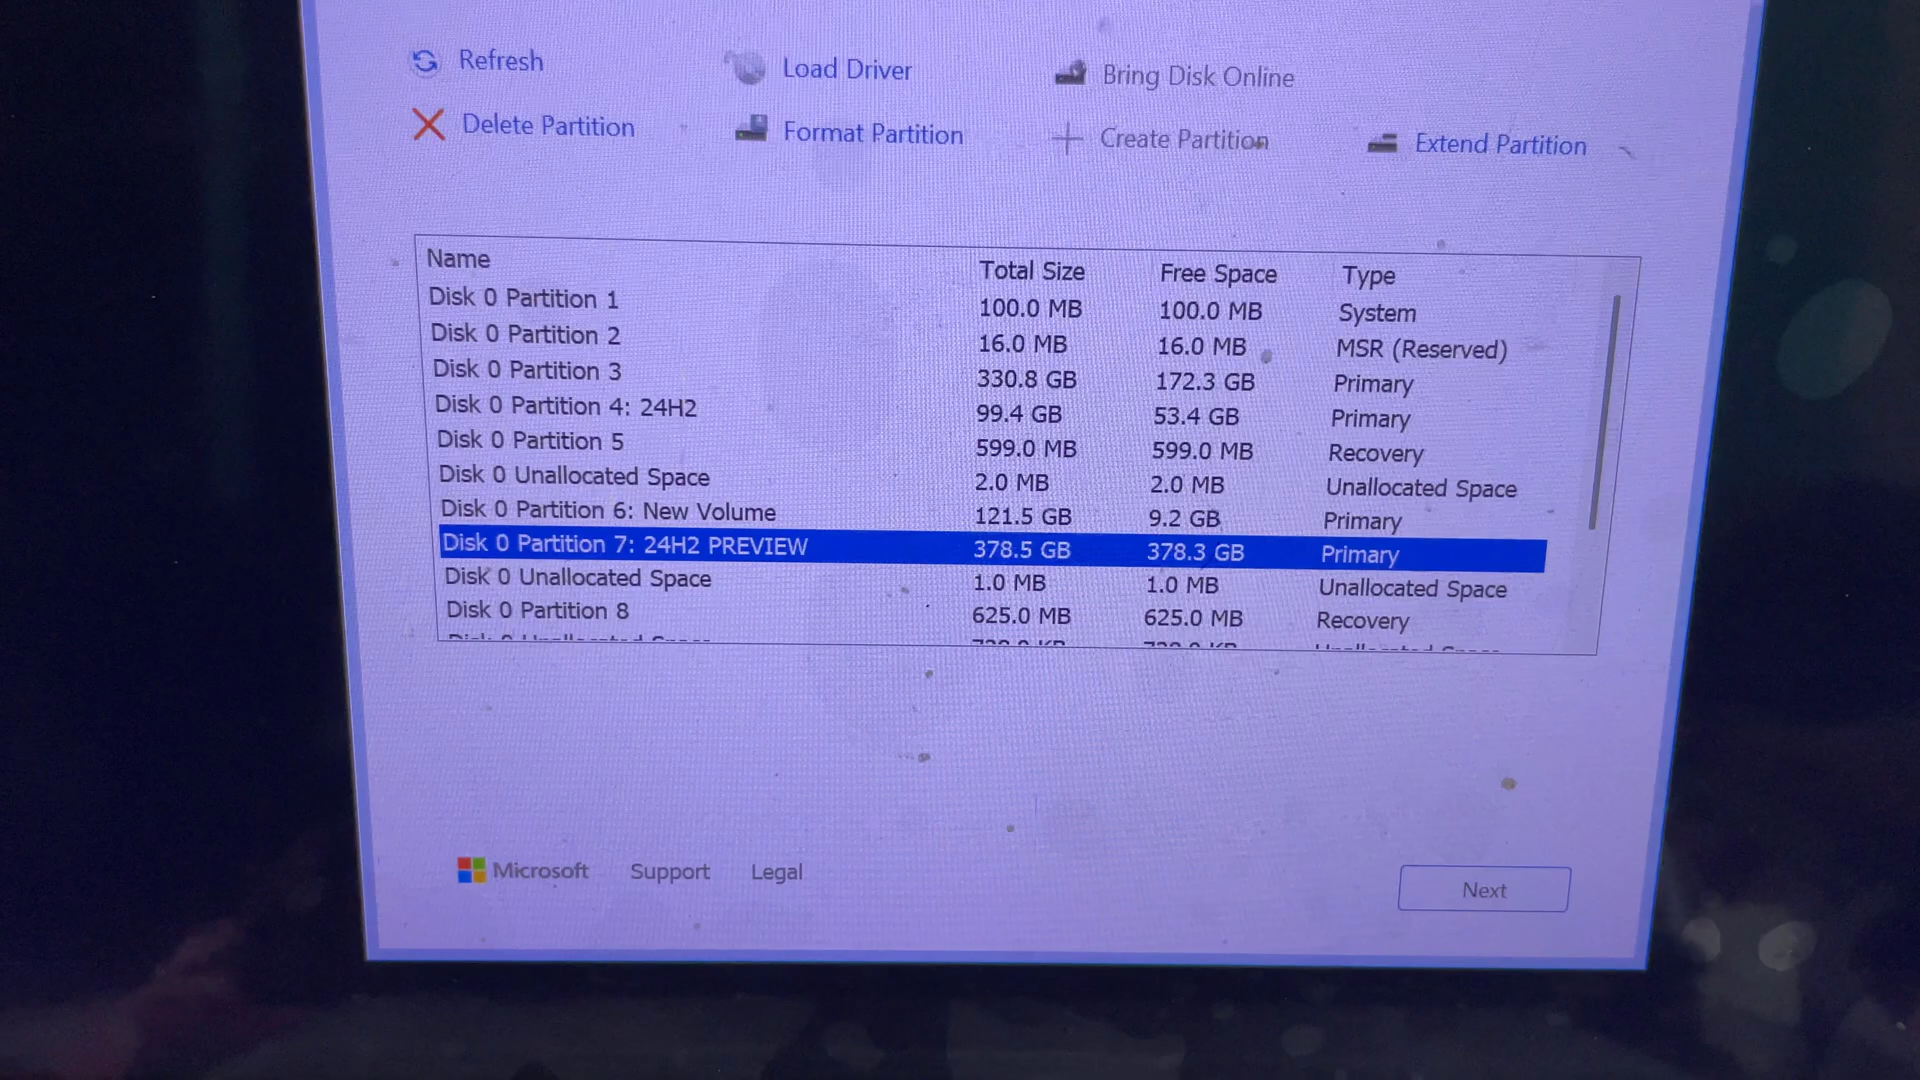 Refresh Load Driver Bring Disk Online
Delete Partition Format Partition Create Partition Extend Partition
Name Total Size Free Space Type
Disk 0 Partition 1 100.0 MB 100.0 MB System
Disk 0 Partition 2 16.0 MB 16.0 MB MSR (Reserved)
Disk 0 Partition 3 330.8 GB 172.3 GB Primary
Disk 0 Partition 4: 24H2 99.4 GB 53.4 GB Primary
Disk 0 Partition 5 599.0 MB 599.0 MB Recovery
Disk 0 Unallocated Space 2.0 MB 2.0 MB Unallocated Space
Disk 0 Partition 6: New Volume 121.5 GB 9.2 GB Primary
Disk 0 Partition 7: 24H2 PREVIEW 378.5 GB 378.3 GB Primary
Disk 0 Unallocated Space 1.0 MB 1.0 MB Unallocated Space
Disk 0 Partition 8 625.0 MB 625.0 MB Recovery
Microsoft Support Legal Next